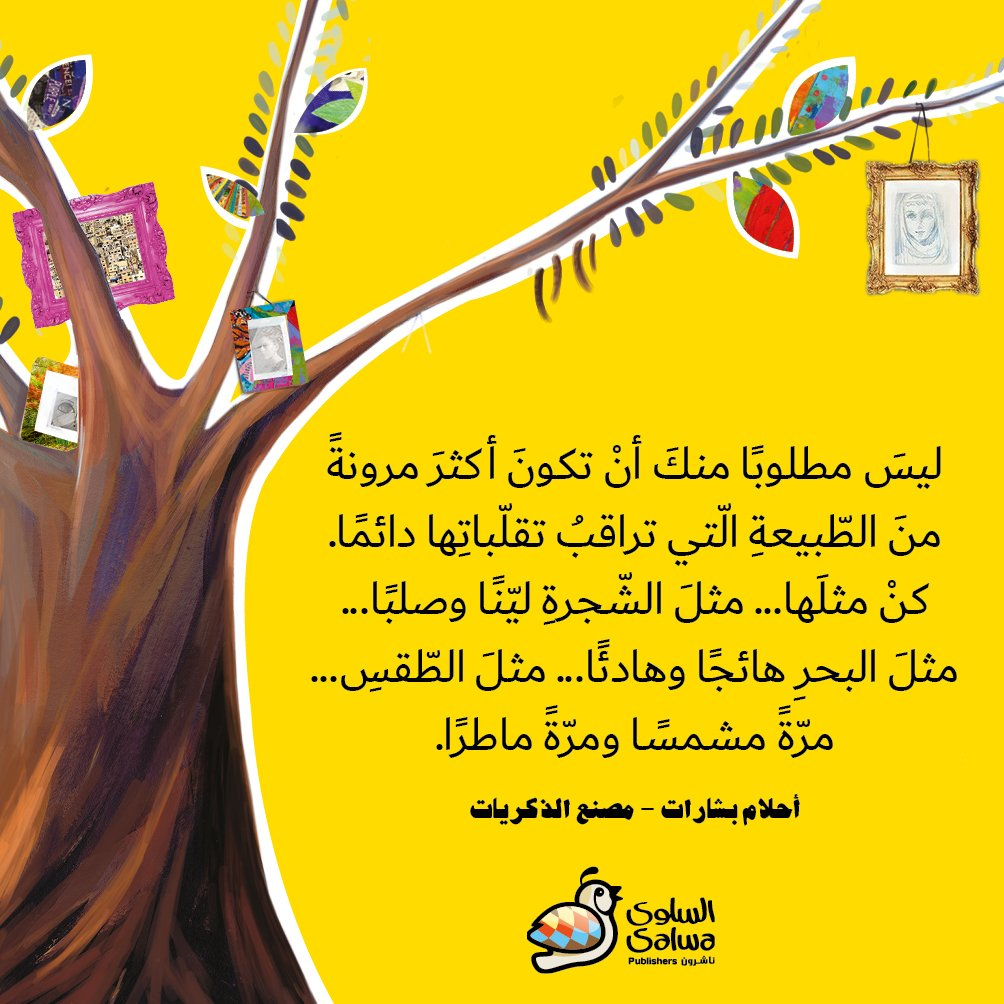 ليسَ مطلوبًا منكَ أنْ تكونَ أكثرَ مرونةً
منَ الطّبيعةِ الّتي تراقبُ تقلّباتِها دائمًا.
كنْ مثلَها... مثلَ الشّجرةِ ليّنًا وصلبًا...
مثلَ البحرِ هائجًا وهادئًا... مثلَ الطّقسِ...
مرّةً مشمسًا ومرّةً ماطرًا.
أحلام بشارات - مصنع الذكريات
السلوى
Salwa
Publishers ناشرون